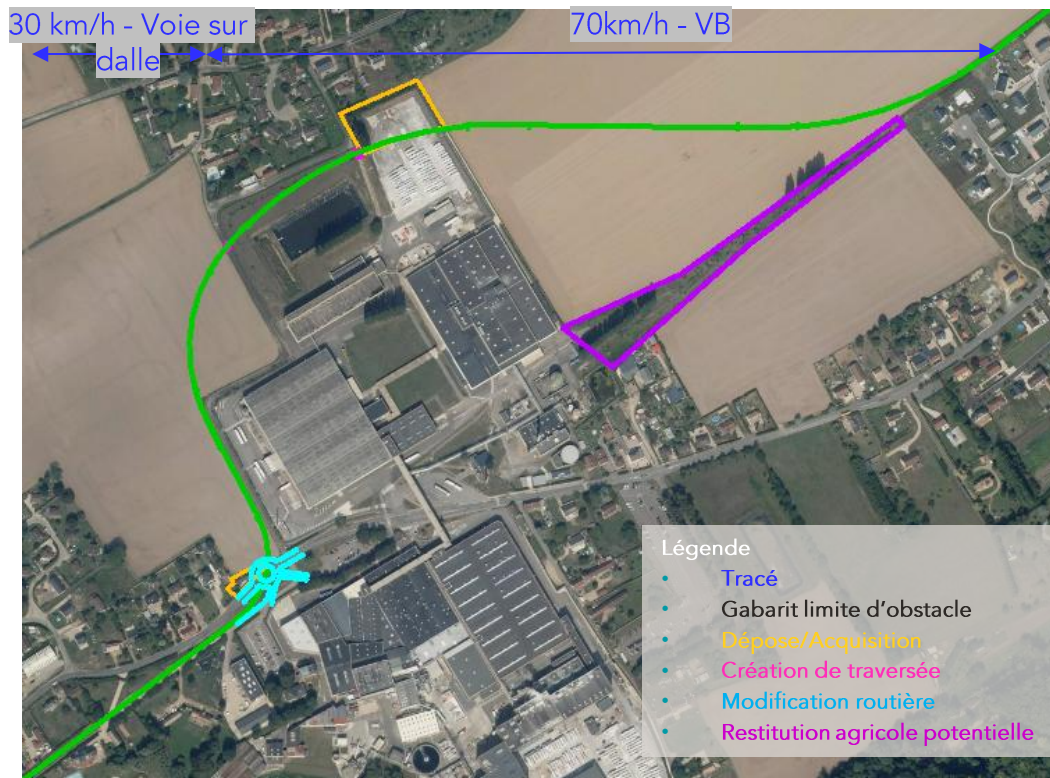 30 km/h - Voie sur
dalle
70km/h - VB
Légende
• Tracé
• Gabarit limite d'obstacle
• Dépose/Acquisition
• Création de traversée
• Modification routière
• Restitution agricole potentielle